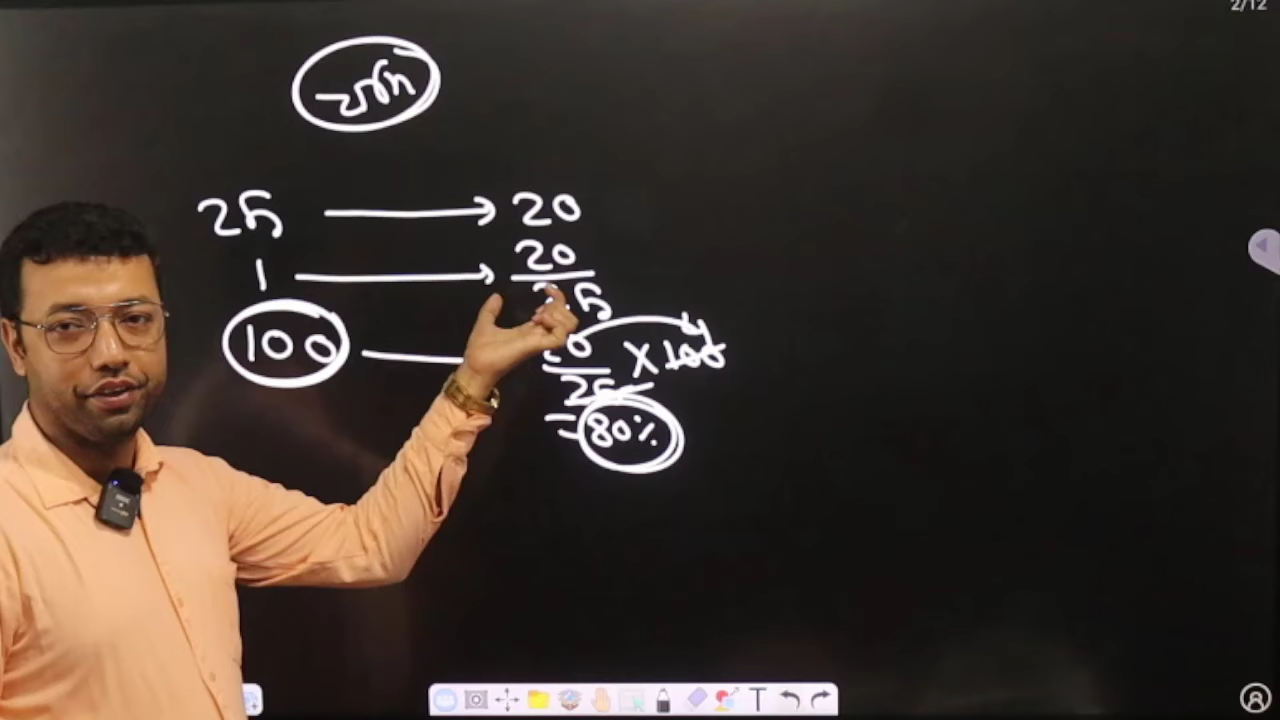 2/12
25 → 20
1 → 20/25
100 — 20/25 × 100
= 80%
T